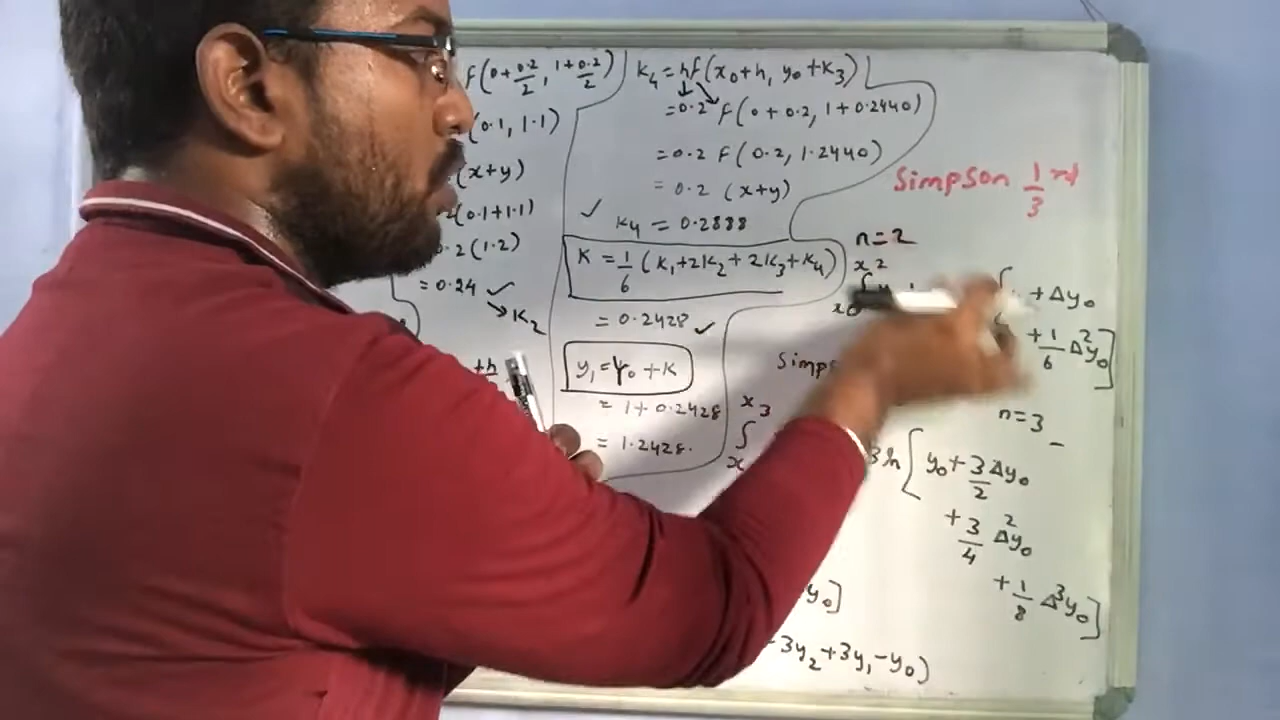 f(0+0.2/2, 1+0.2/2)
(0.1, 1.1)
(x+y)
2(0.1+1.1)
0.2(1.2)
= 0.24 ✓
→ K₂
+h
K₄ = hf(x₀+h, y₀+K₃)
= 0.2 f(0+0.2, 1+0.2440)
= 0.2 f(0.2, 1.2440)
= 0.2 (x+y)
✓ K₄ = 0.2888
K = 1/6 (K₁+2K₂+2K₃+K₄)
= 0.2428 ✓
y₁ = y₀ + K
= 1+0.2428
= 1.2428.
Simpson 1/3 rd
n=2
x₂
∫
x₀
+ Δy₀
+ 1/6 Δ²y₀]
Simps
n=3
x₃
∫
x
3h[y₀ + 3/2 Δy₀
+ 3/4 Δ²y₀
+ 1/8 Δ³y₀]
y₀]
-3y₂+3y₁-y₀)